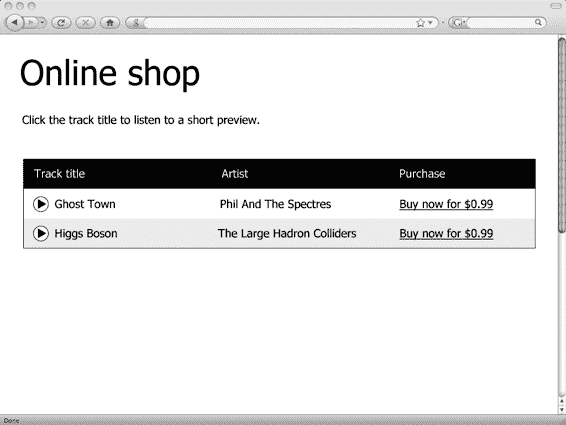 Online shop
Click the track title to listen to a short preview.
Track title Artist Purchase
Ghost Town Phil And The Spectres Buy now for $0.99
Higgs Boson The Large Hadron Colliders Buy now for $0.99
Done